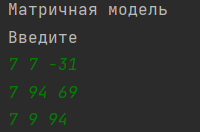 Матричная модель
Введите
7 7 -31
7 94 69
7 9 94